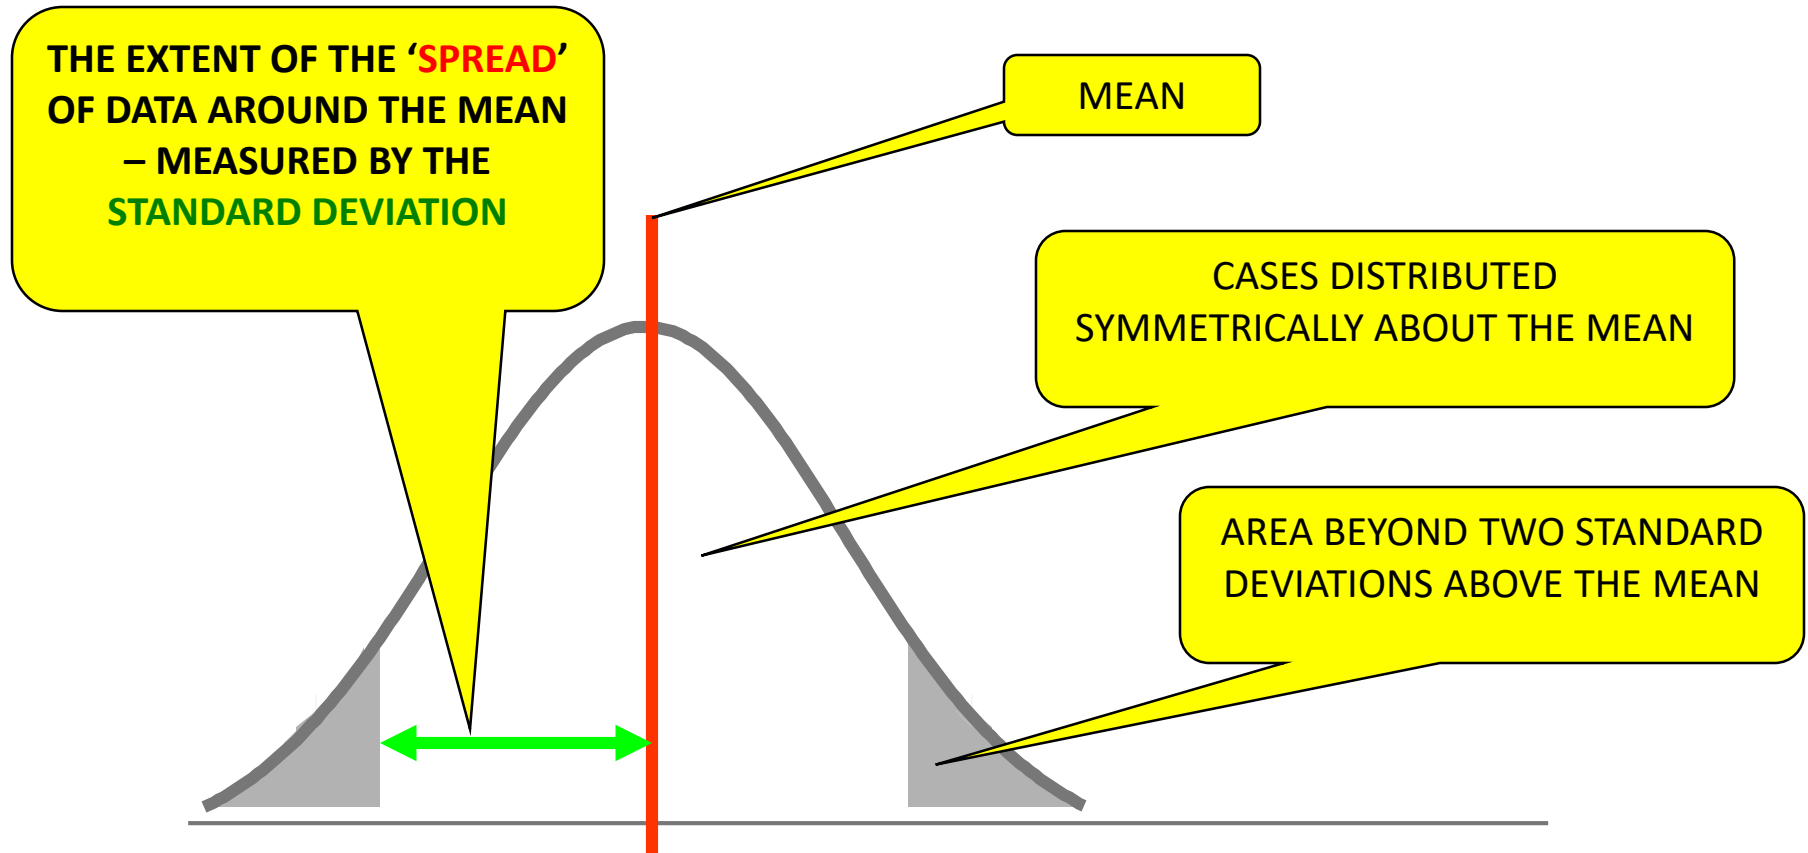 THE EXTENT OF THE ‘SPREAD’
OF DATA AROUND THE MEAN
– MEASURED BY THE
STANDARD DEVIATION
MEAN
CASES DISTRIBUTED
SYMMETRICALLY ABOUT THE MEAN
AREA BEYOND TWO STANDARD
DEVIATIONS ABOVE THE MEAN